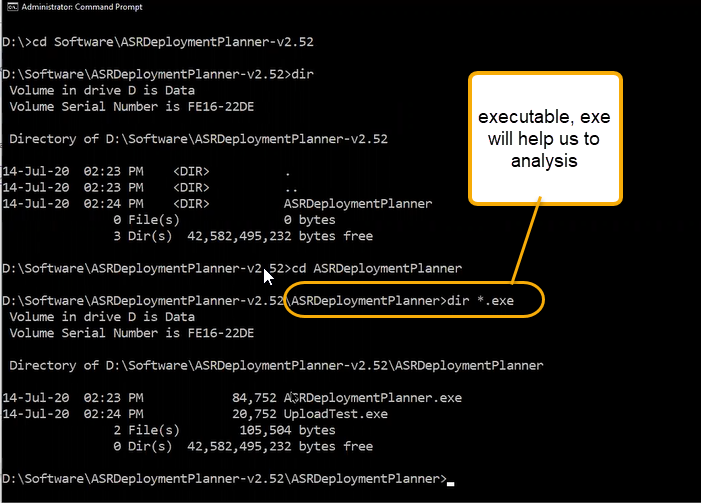 Administrator: Command Prompt
D:\>cd Software\ASRDeploymentPlanner-v2.52
D:\Software\ASRDeploymentPlanner-v2.52>dir
Volume in drive D is Data
Volume Serial Number is FE16-22DE
Directory of D:\Software\ASRDeploymentPlanner-v2.52
14-Jul-20  02:23 PM    <DIR>          .
14-Jul-20  02:23 PM    <DIR>          ..
14-Jul-20  02:24 PM    <DIR>          ASRDeploymentPlanner
0 File(s)              0 bytes
3 Dir(s)  42,582,495,232 bytes free
D:\Software\ASRDeploymentPlanner-v2.52>cd ASRDeploymentPlanner
D:\Software\ASRDeploymentPlanner-v2.52\ASRDeploymentPlanner>dir *.exe
Volume in drive D is Data
Volume Serial Number is FE16-22DE
Directory of D:\Software\ASRDeploymentPlanner-v2.52\ASRDeploymentPlanner
14-Jul-20  02:23 PM            84,752 ASRDeploymentPlanner.exe
14-Jul-20  02:24 PM            20,752 UploadTest.exe
2 File(s)        105,504 bytes
0 Dir(s)  42,582,495,232 bytes free
D:\Software\ASRDeploymentPlanner-v2.52\ASRDeploymentPlanner>
executable, exe
will help us to
analysis